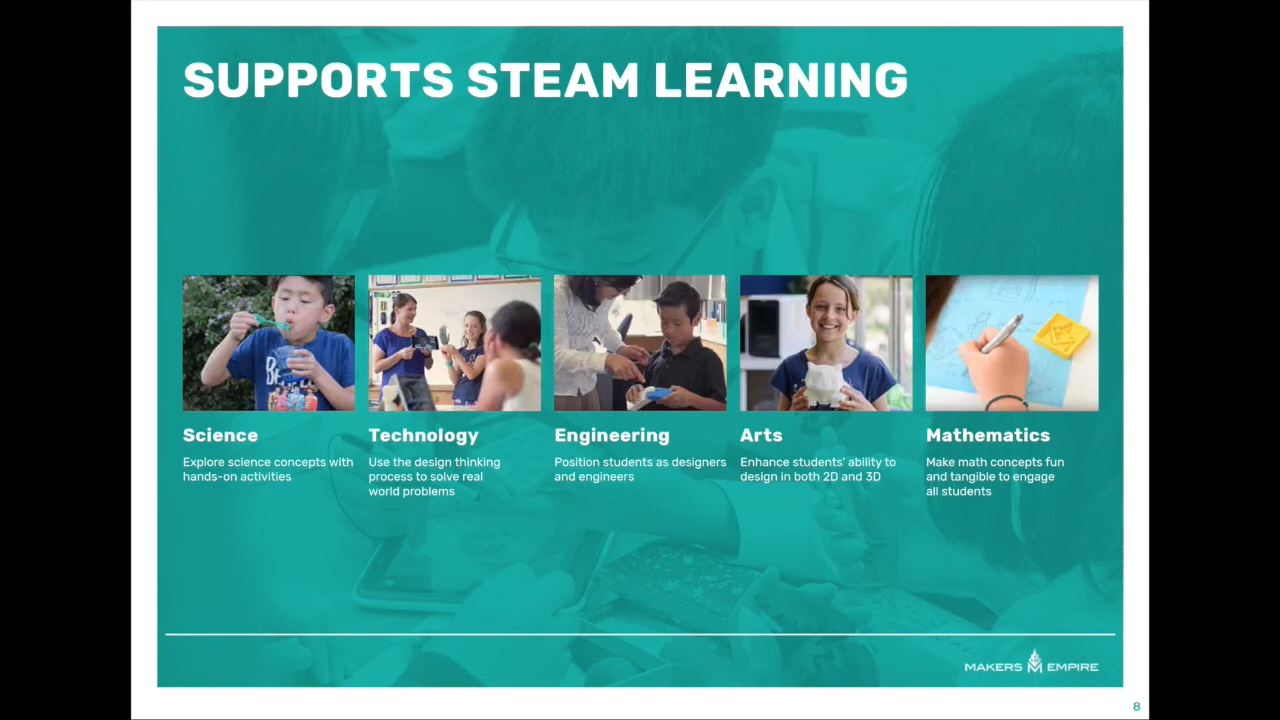 SUPPORTS STEAM LEARNING
Science
Explore science concepts with
hands-on activities
Technology
Use the design thinking
process to solve real
world problems
Engineering
Position students as designers
and engineers
Arts
Enhance students' ability to
design in both 2D and 3D
Mathematics
Make math concepts fun
and tangible to engage
all students
MAKERS EMPIRE
8